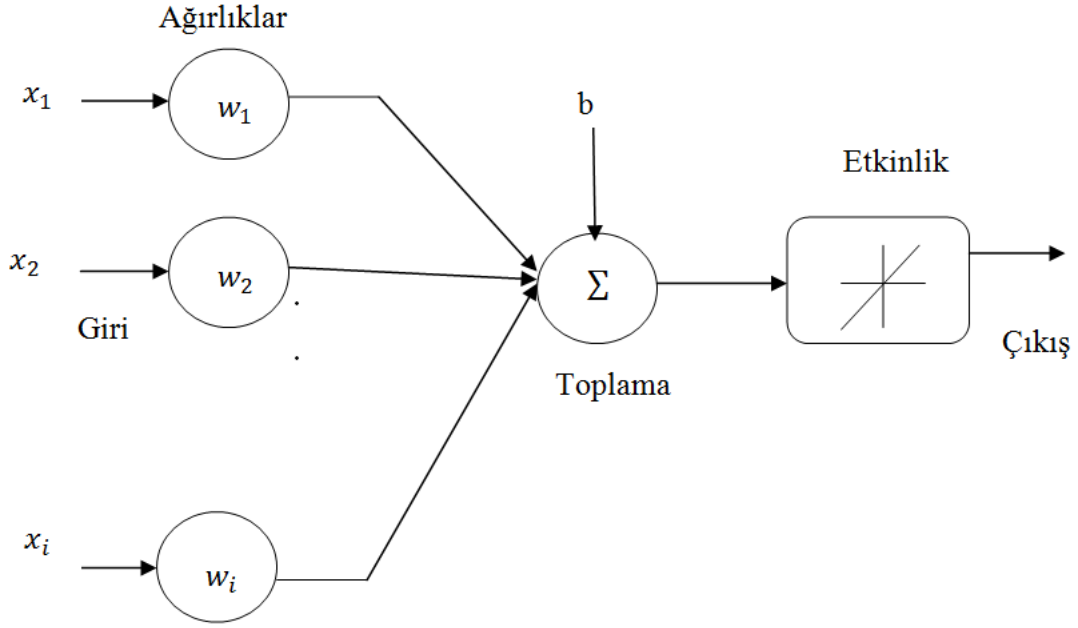 Ağırlıklar
x₁
w₁
b
Etkinlik
x₂
w₂
Σ
Giri
Çıkış
Toplama
xᵢ
wᵢ